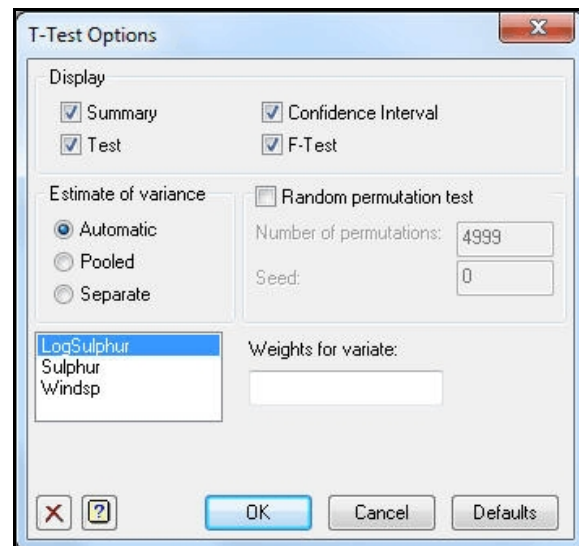 T-Test Options
Display
Summary
Confidence Interval
Test
F-Test
Estimate of variance
Automatic
Pooled
Separate
Random permutation test
Number of permutations: 4999
Seed: 0
LogSulphur
Sulphur
Windsp
Weights for variate:
OK
Cancel
Defaults